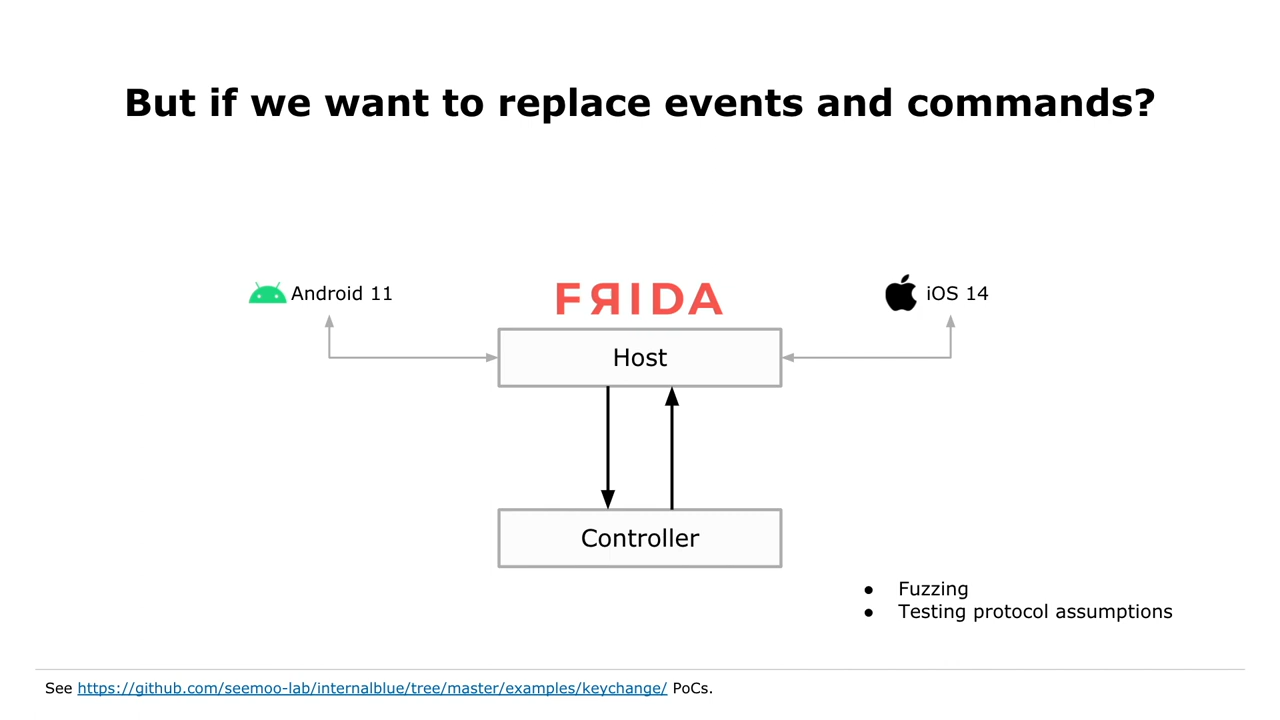 But if we want to replace events and commands?
Android 11
FRIDA
iOS 14
Host
Controller
● Fuzzing
● Testing protocol assumptions
See https://github.com/seemoo-lab/internalblue/tree/master/examples/keychange/ PoCs.